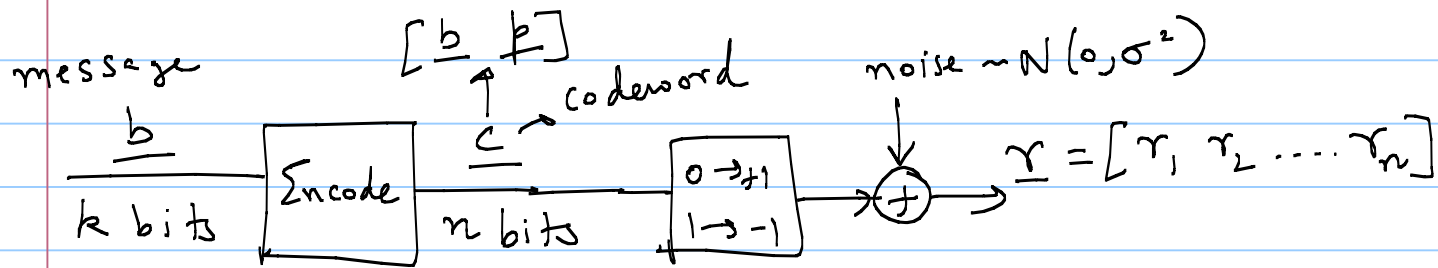 [b p]
message
codeword
noise ~ N(0,σ²)
b
c
k bits
Encode
n bits
0→+1
1→-1
+
r = [r₁ r₂ .... rₙ]